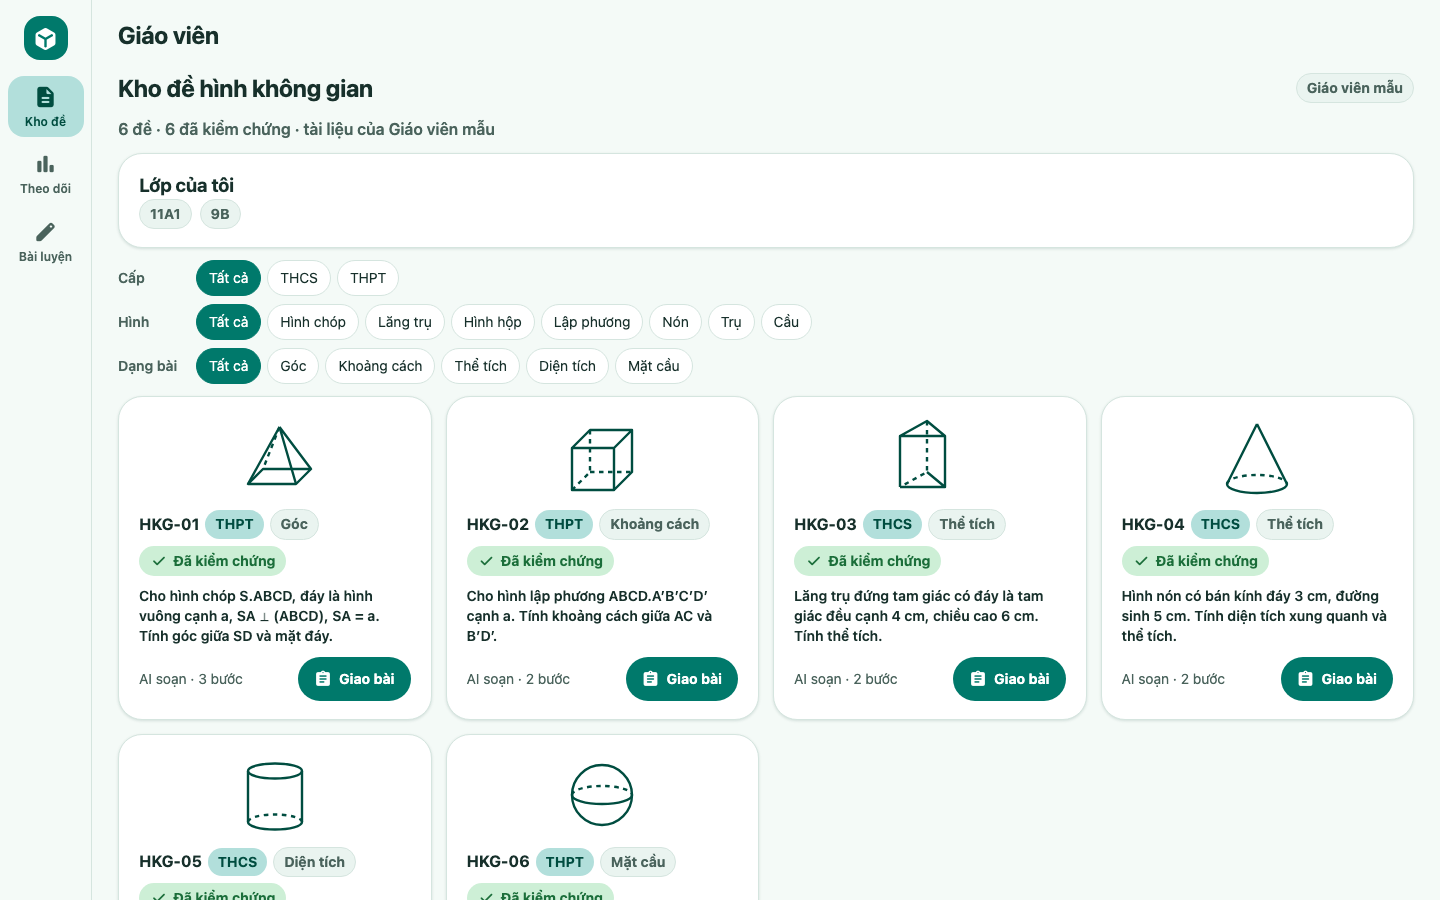 Giáo viên
Kho đề hình không gian
Giáo viên mẫu
Kho đề
6 đề · 6 đã kiểm chứng · tài liệu của Giáo viên mẫu
Theo dõi
Bài luyện
Lớp của tôi
11A1 9B
Cấp Tất cả THCS THPT
Hình Tất cả Hình chóp Lăng trụ Hình hộp Lập phương Nón Trụ Cầu
Dạng bài Tất cả Góc Khoảng cách Thể tích Diện tích Mặt cầu
HKG-01 THPT Góc
Đã kiểm chứng
Cho hình chóp S.ABCD, đáy là hình
vuông cạnh a, SA ⊥ (ABCD), SA = a.
Tính góc giữa SD và mặt đáy.
AI soạn · 3 bước Giao bài
HKG-02 THPT Khoảng cách
Đã kiểm chứng
Cho hình lập phương ABCD.A’B’C’D’
cạnh a. Tính khoảng cách giữa AC và
B’D’.
AI soạn · 2 bước Giao bài
HKG-03 THCS Thể tích
Đã kiểm chứng
Lăng trụ đứng tam giác có đáy là tam
giác đều cạnh 4 cm, chiều cao 6 cm.
Tính thể tích.
AI soạn · 2 bước Giao bài
HKG-04 THCS Thể tích
Đã kiểm chứng
Hình nón có bán kính đáy 3 cm, đường
sinh 5 cm. Tính diện tích xung quanh và
thể tích.
AI soạn · 2 bước Giao bài
HKG-05 THCS Diện tích
Đã kiểm chứng
HKG-06 THPT Mặt cầu
Đã kiểm chứng